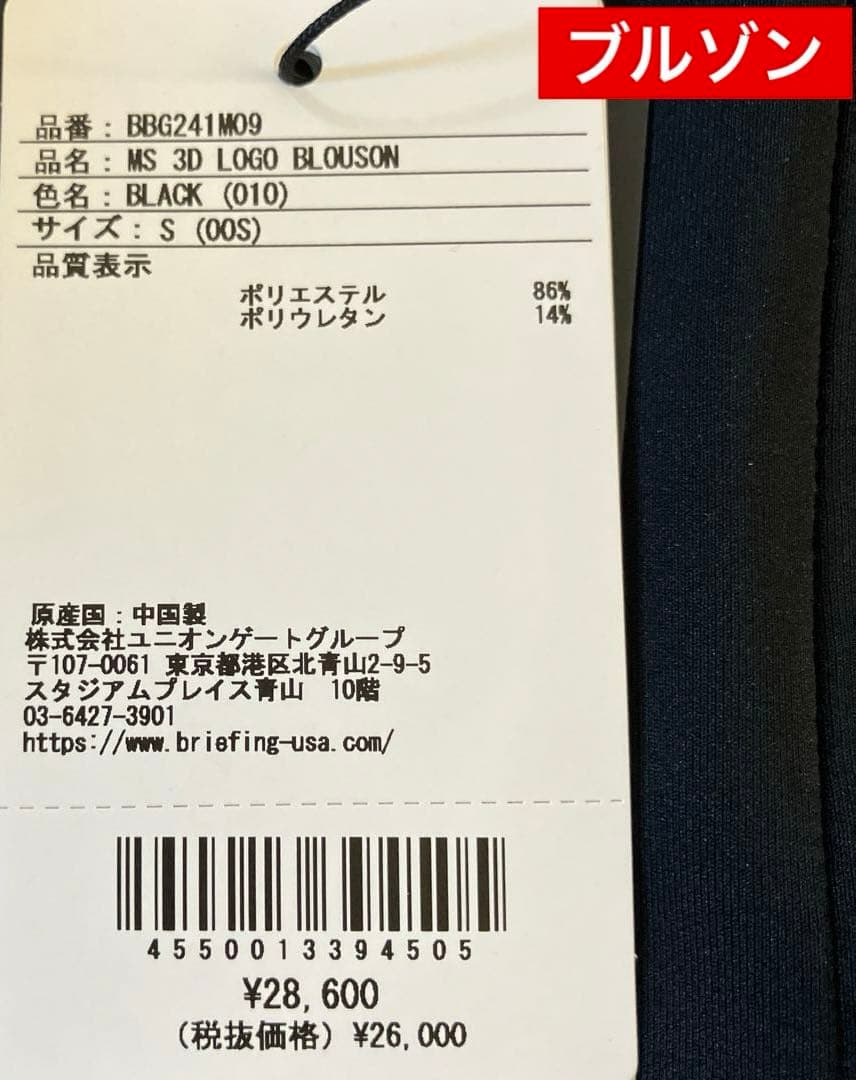 ブルゾン
品番：BBG241M09
品名：MS 3D LOGO BLOUSON
色名：BLACK (010)
サイズ：S (00S)
品質表示
ポリエステル 86%
ポリウレタン 14%
原産国：中国製
株式会社ユニオンゲートグループ
〒107-0061 東京都港区北青山2-9-5
スタジアムプレイス青山 10階
03-6427-3901
https://www.briefing-usa.com/
4550013394505
¥28,600
(税抜価格) ¥26,000